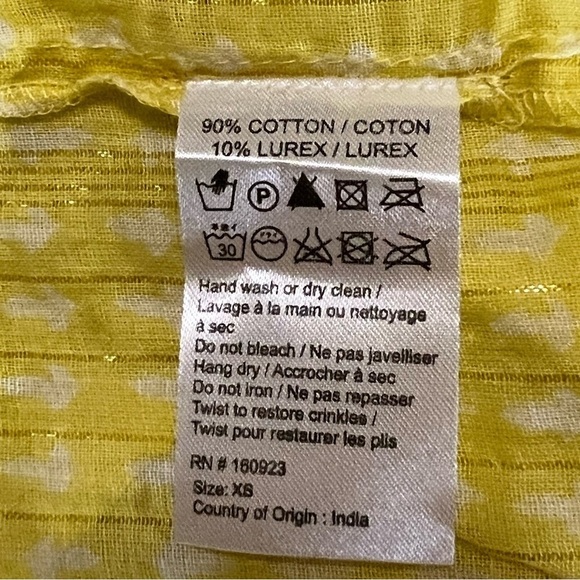 90% COTTON / COTON
10% LUREX / LUREX
P
30
Hand wash or dry clean /
Lavage à la main ou nettoyage
à sec
Do not bleach / Ne pas javelliser
Hang dry / Accrocher à sec
Do not iron / Ne pas repasser
Twist to restore crinkles /
Twist pour restaurer les plis
RN # 160923
Size: XS
Country of Origin : India